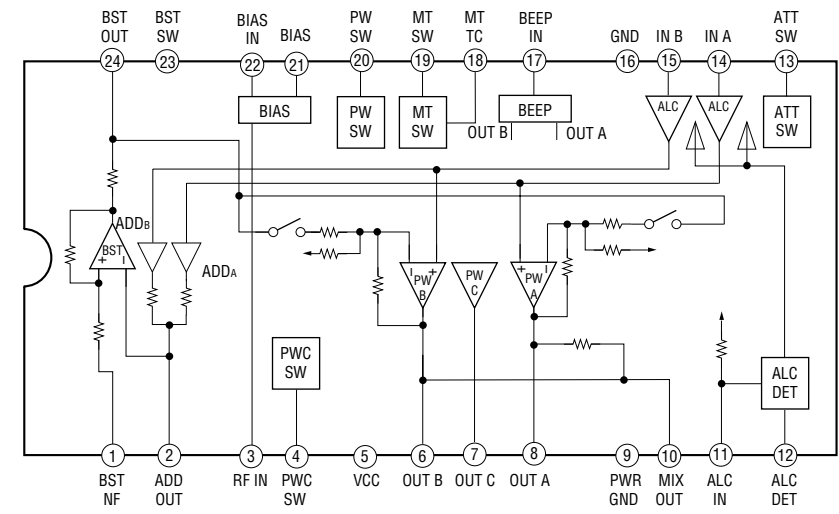 BST OUT
BST SW
BIAS IN
BIAS
PW SW
MT SW
MT TC
BEEP IN
GND
IN B
IN A
ATT SW
24
23
22
21
20
19
18
17
16
15
14
13
BIAS
PW SW
MT SW
BEEP
OUT B
OUT A
ALC
ALC
ATT SW
ADDB
BST
+
ADDA
PW B
+
PW C
PW A
+
PWC SW
ALC DET
1
2
3
4
5
6
7
8
9
10
11
12
BST NF
ADD OUT
RF IN
PWC SW
VCC
OUT B
OUT C
OUT A
PWR GND
MIX OUT
ALC IN
ALC DET